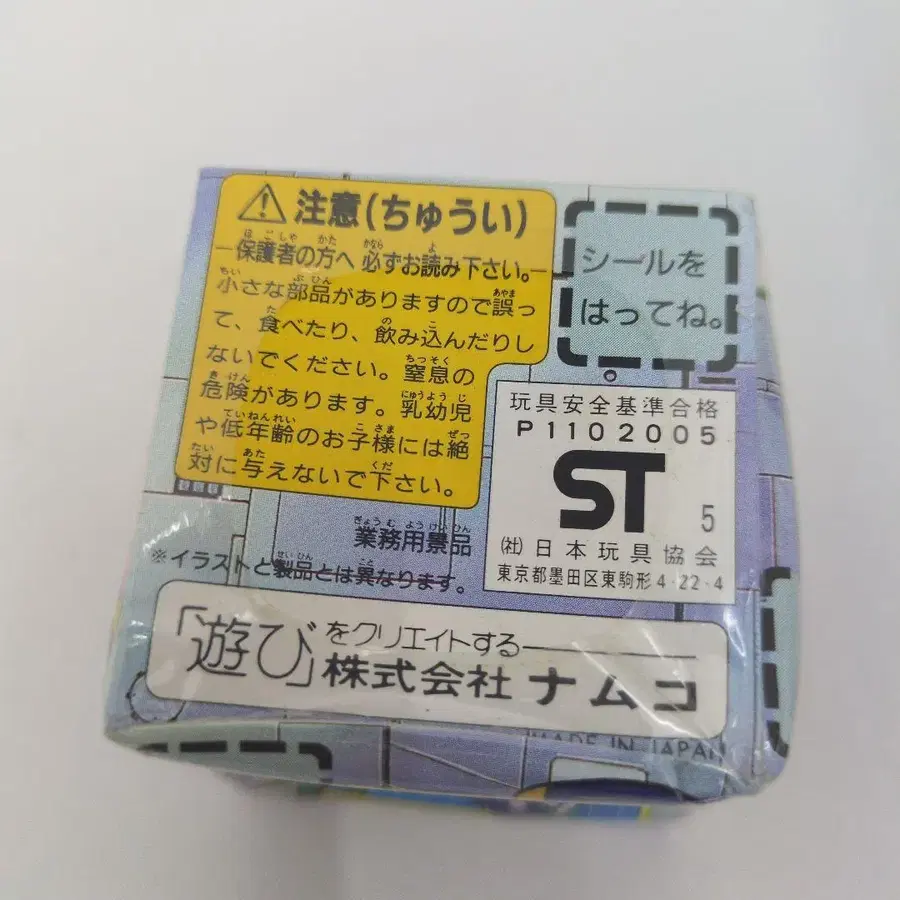 注意(ちゅうい)
保護者の方へ 必ずお読み下さい。
小さな部品がありますので誤っ
て、食べたり、飲み込んだりし
ないでください。窒息の
危険があります。乳幼児
や低年齢のお子様には絶
対に与えないで下さい。
シールを
はってね。
玩具安全基準合格
P1102005
ST 5
(社)日本玩具協会
東京都墨田区東駒形4-22-4
業務用景品
※イラストと製品とは異なります。
「遊び」をクリエイトする
株式会社 ナムコ
MADE IN JAPAN